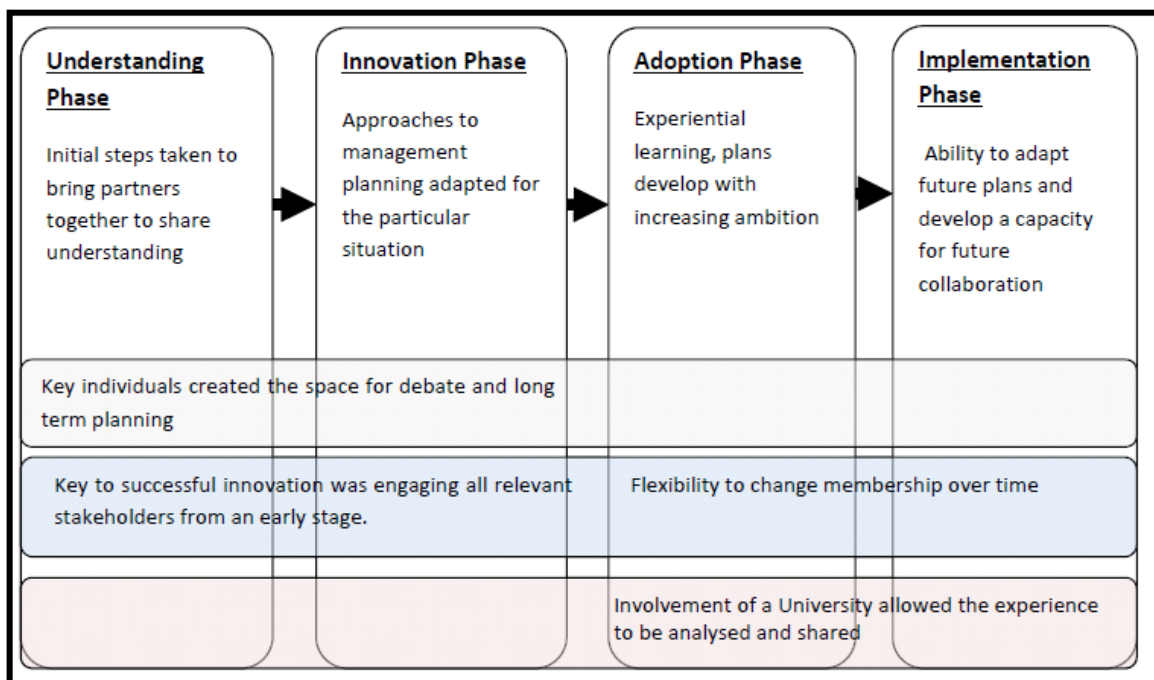 Understanding
Phase
Initial steps taken to
bring partners
together to share
understanding
Innovation Phase
Approaches to
management
planning adapted for
the particular
situation
Adoption Phase
Experiential
learning, plans
develop with
increasing ambition
Implementation
Phase
Ability to adapt
future plans and
develop a capacity
for future
collaboration
Key individuals created the space for debate and long
term planning
Key to successful innovation was engaging all relevant
stakeholders from an early stage.
Flexibility to change membership over time
Involvement of a University allowed the experience
to be analysed and shared